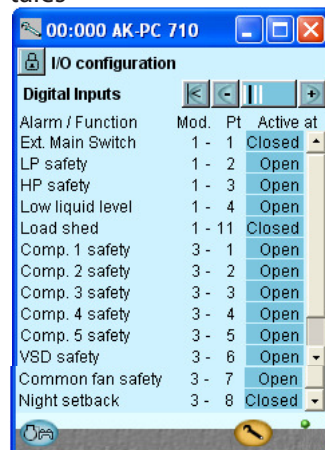 00:000 AK-PC 710
I/O configuration
Digital Inputs
Alarm / Function Mod. Pt Active at
Ext. Main Switch 1 - 1 Closed
LP safety 1 - 2 Open
HP safety 1 - 3 Open
Low liquid level 1 - 4 Open
Load shed 1 - 11 Closed
Comp. 1 safety 3 - 1 Open
Comp. 2 safety 3 - 2 Open
Comp. 3 safety 3 - 3 Open
Comp. 4 safety 3 - 4 Open
Comp. 5 safety 3 - 5 Open
VSD safety 3 - 6 Open
Common fan safety 3 - 7 Open
Night setback 3 - 8 Closed